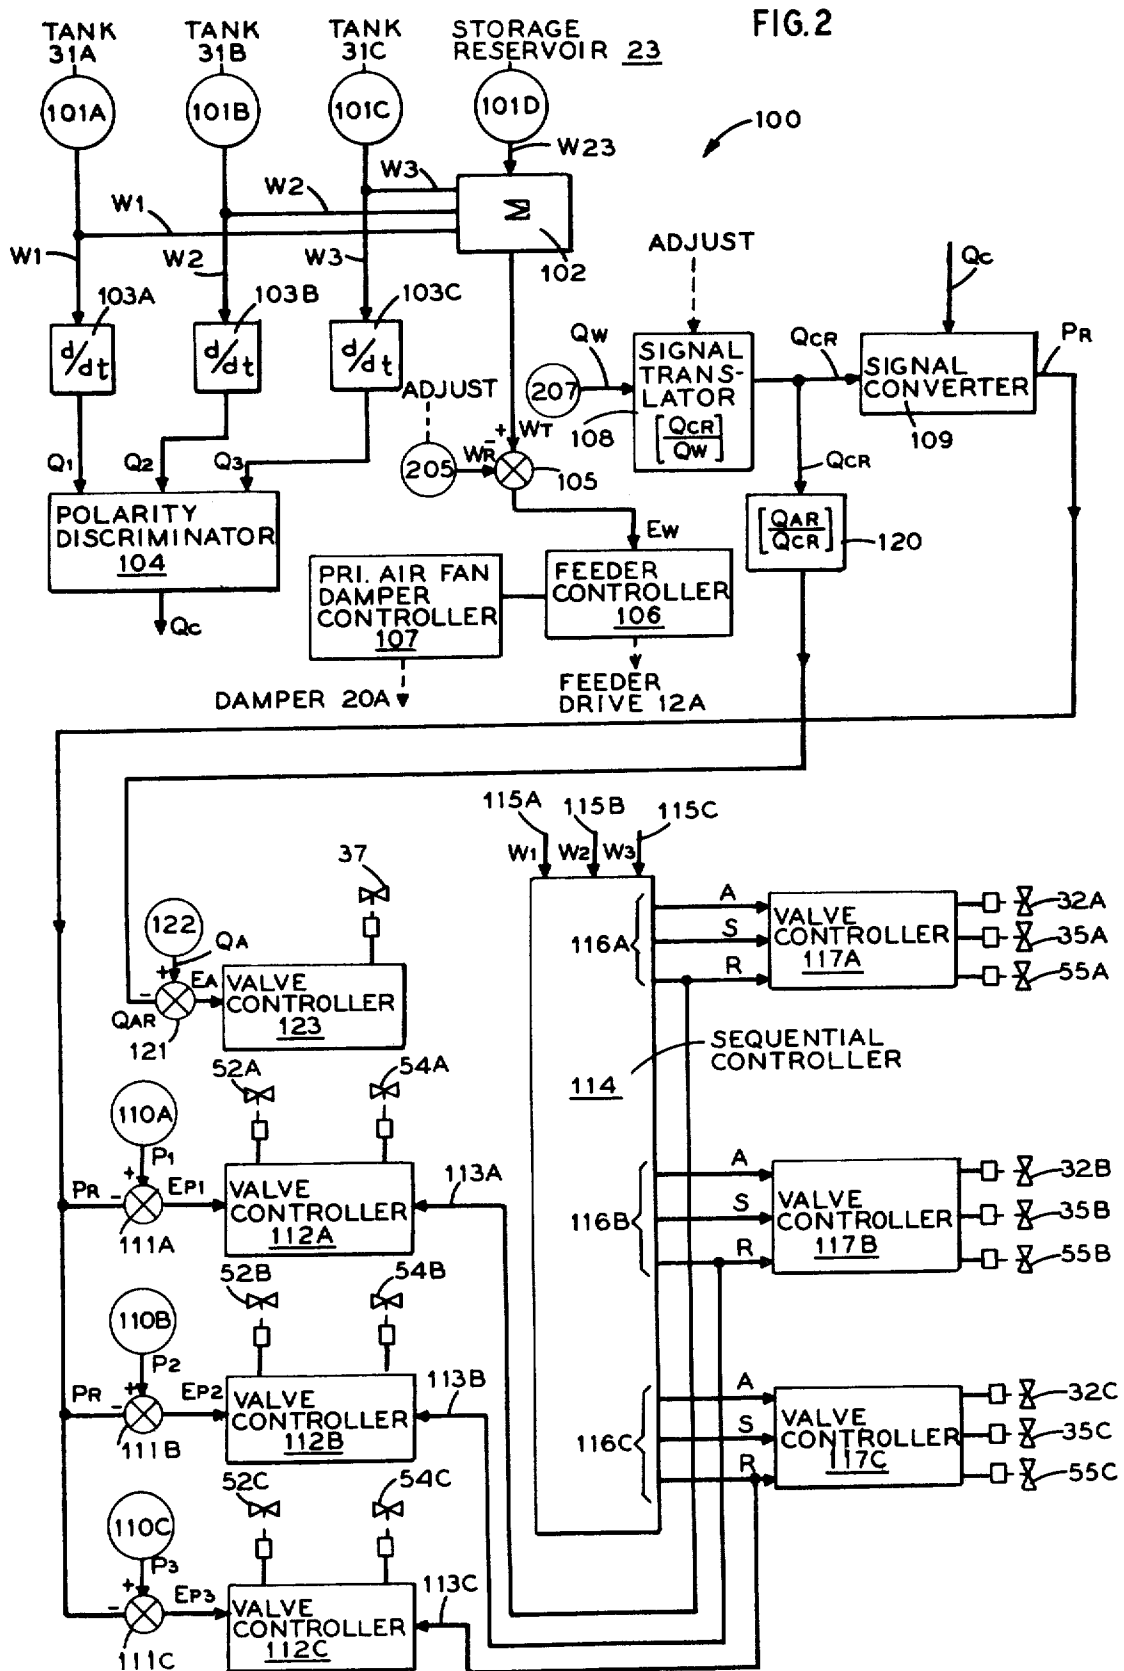 FIG.2
TANK 31A
TANK 31B
TANK 31C
STORAGE RESERVOIR 23
101A
101B
101C
101D
100
W23
W3
W2
W1
Σ
102
W1
W2
W3
ADJUST
QC
103A
103B
103C
d/dt
d/dt
d/dt
QW
207
SIGNAL TRANS-LATOR
[QCR/QW]
108
QCR
SIGNAL CONVERTER
109
PR
ADJUST
205
WR
-
+
WT
105
QCR
Q1
Q2
Q3
POLARITY DISCRIMINATOR
104
QC
EW
[QAR/QCR]
120
PRI. AIR FAN DAMPER CONTROLLER
107
FEEDER CONTROLLER
106
DAMPER 20A
FEEDER DRIVE 12A
115A
115B
115C
W1
W2
W3
37
122
QA
+
-
EA
QAR
121
VALVE CONTROLLER
123
116A
A
S
R
VALVE CONTROLLER
117A
32A
35A
55A
SEQUENTIAL CONTROLLER
114
52A
54A
110A
P1
+
PR
-
EP1
111A
VALVE CONTROLLER
112A
113A
116B
A
S
R
VALVE CONTROLLER
117B
32B
35B
55B
52B
54B
110B
P2
+
PR
-
EP2
111B
VALVE CONTROLLER
112B
113B
116C
A
S
R
VALVE CONTROLLER
117C
32C
35C
55C
52C
54C
110C
P3
+
-
EP3
111C
VALVE CONTROLLER
112C
113C